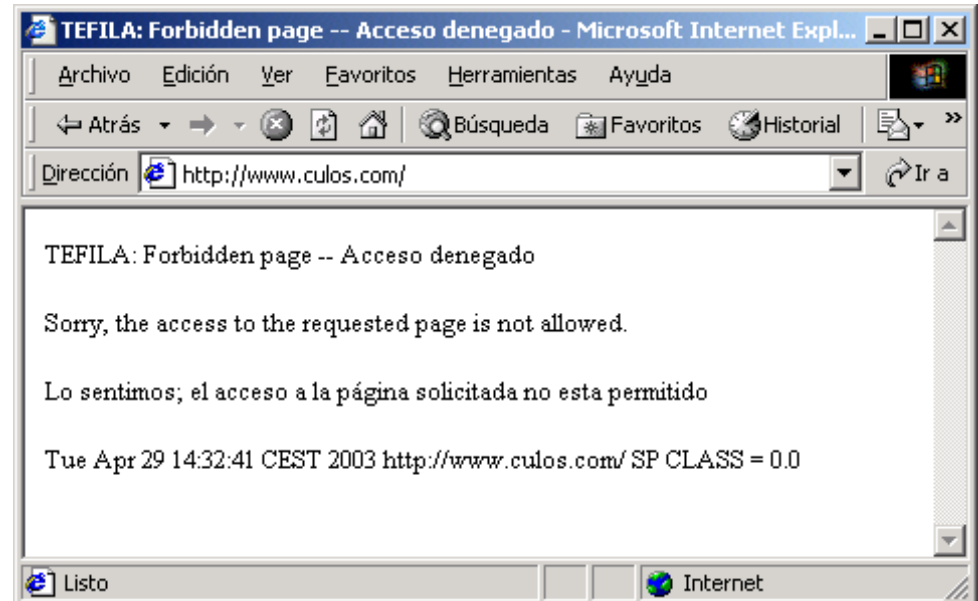 TEFILA: Forbidden page -- Acceso denegado - Microsoft Internet Expl...
Archivo Edición Ver Favoritos Herramientas Ayuda
Atrás Búsqueda Favoritos Historial »
Dirección http://www.culos.com/ Ir a
TEFILA: Forbidden page -- Acceso denegado
Sorry, the access to the requested page is not allowed.
Lo sentimos; el acceso a la página solicitada no esta permitido
Tue Apr 29 14:32:41 CEST 2003 http://www.culos.com/ SP CLASS = 0.0
Listo Internet